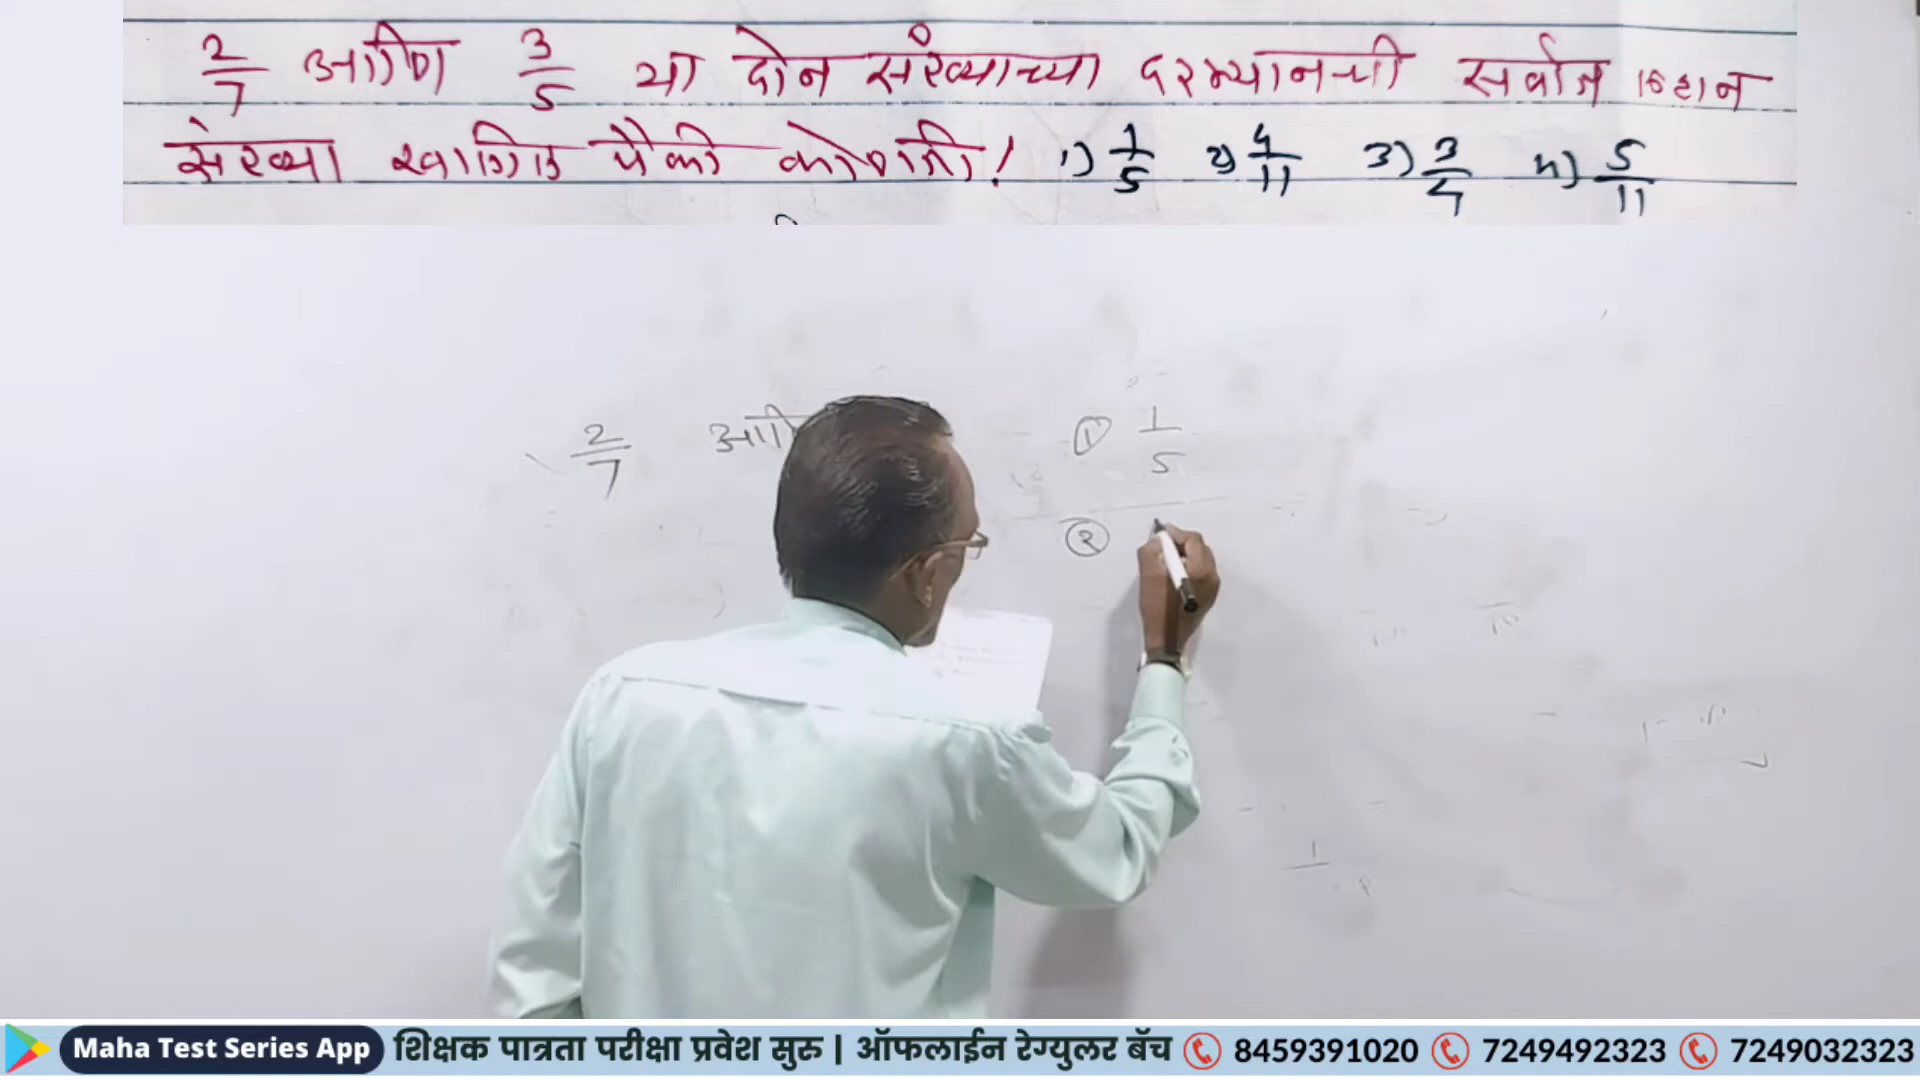 2/7 आणि 3/5 या दोन संख्याच्या दरम्यानची सर्वात लहान
संख्या खालील पैकी कोणती! 1) 1/5 2) 4/11 3) 3/4 4) 5/11
2/7 आणि ① 1/5
②
Maha Test Series App शिक्षक पात्रता परीक्षा प्रवेश सुरु | ऑफलाईन रेग्युलर बॅच 8459391020 7249492323 7249032323